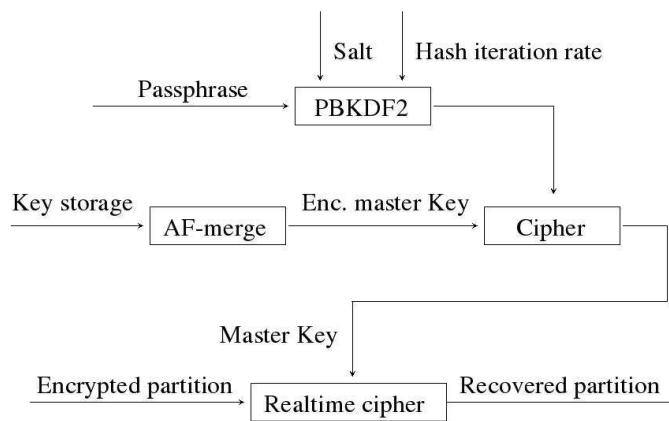 Salt
Hash iteration rate
Passphrase
PBKDF2
Key storage
Enc. master Key
AF-merge
Cipher
Master Key
Encrypted partition
Recovered partition
Realtime cipher